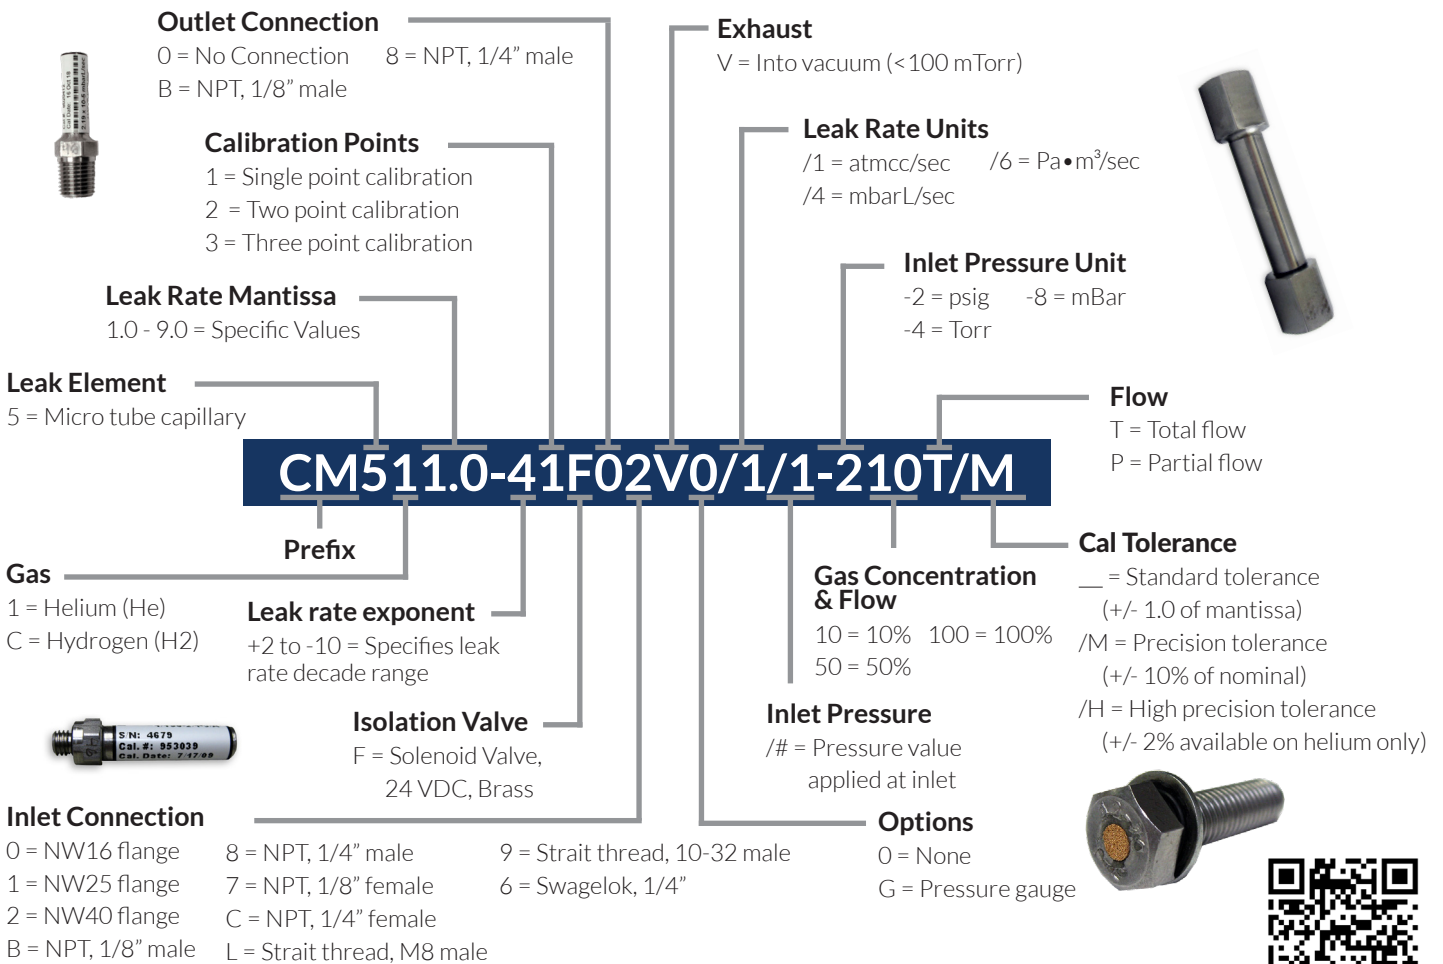 Outlet Connection
0 = No Connection 8 = NPT, 1/4” male
B = NPT, 1/8” male
Exhaust
V = Into vacuum (<100 mTorr)
Calibration Points
1 = Single point calibration
2 = Two point calibration
3 = Three point calibration
Leak Rate Units
/1 = atmcc/sec /6 = Pa•m³/sec
/4 = mbarL/sec
Leak Rate Mantissa
1.0 - 9.0 = Specific Values
Inlet Pressure Unit
-2 = psig -8 = mBar
-4 = Torr
Leak Element
5 = Micro tube capillary
Flow
T = Total flow
P = Partial flow
CM511.0-41F02V0/1/1-210T/M
Prefix
Gas
1 = Helium (He)
C = Hydrogen (H2)
Leak rate exponent
+2 to -10 = Specifies leak
rate decade range
Gas Concentration
& Flow
10 = 10% 100 = 100%
50 = 50%
Cal Tolerance
__ = Standard tolerance
(+/- 1.0 of mantissa)
/M = Precision tolerance
(+/- 10% of nominal)
/H = High precision tolerance
(+/- 2% available on helium only)
Isolation Valve
F = Solenoid Valve,
24 VDC, Brass
Inlet Pressure
/# = Pressure value
applied at inlet
S/N: 4679
Cal. #: 953039
Cal. Date: 7/17/09
Inlet Connection
0 = NW16 flange
1 = NW25 flange
2 = NW40 flange
B = NPT, 1/8” male
8 = NPT, 1/4” male
7 = NPT, 1/8” female
C = NPT, 1/4” female
L = Strait thread, M8 male
9 = Strait thread, 10-32 male
6 = Swagelok, 1/4”
Options
0 = None
G = Pressure gauge